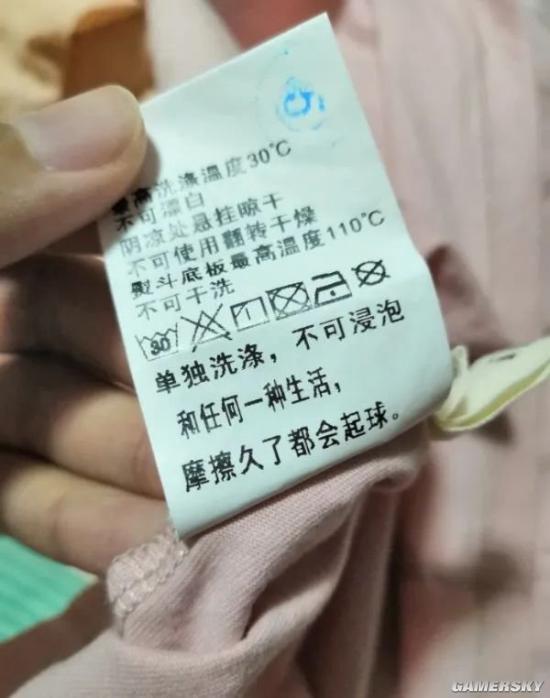 最高洗涤温度30℃
不可漂白
阴凉处悬挂晾干
不可使用翻转干燥
熨斗底板最高温度110℃
不可干洗
30
单独洗涤，不可浸泡
和任何一种生活，
摩擦久了都会起球。
GAMERSKY